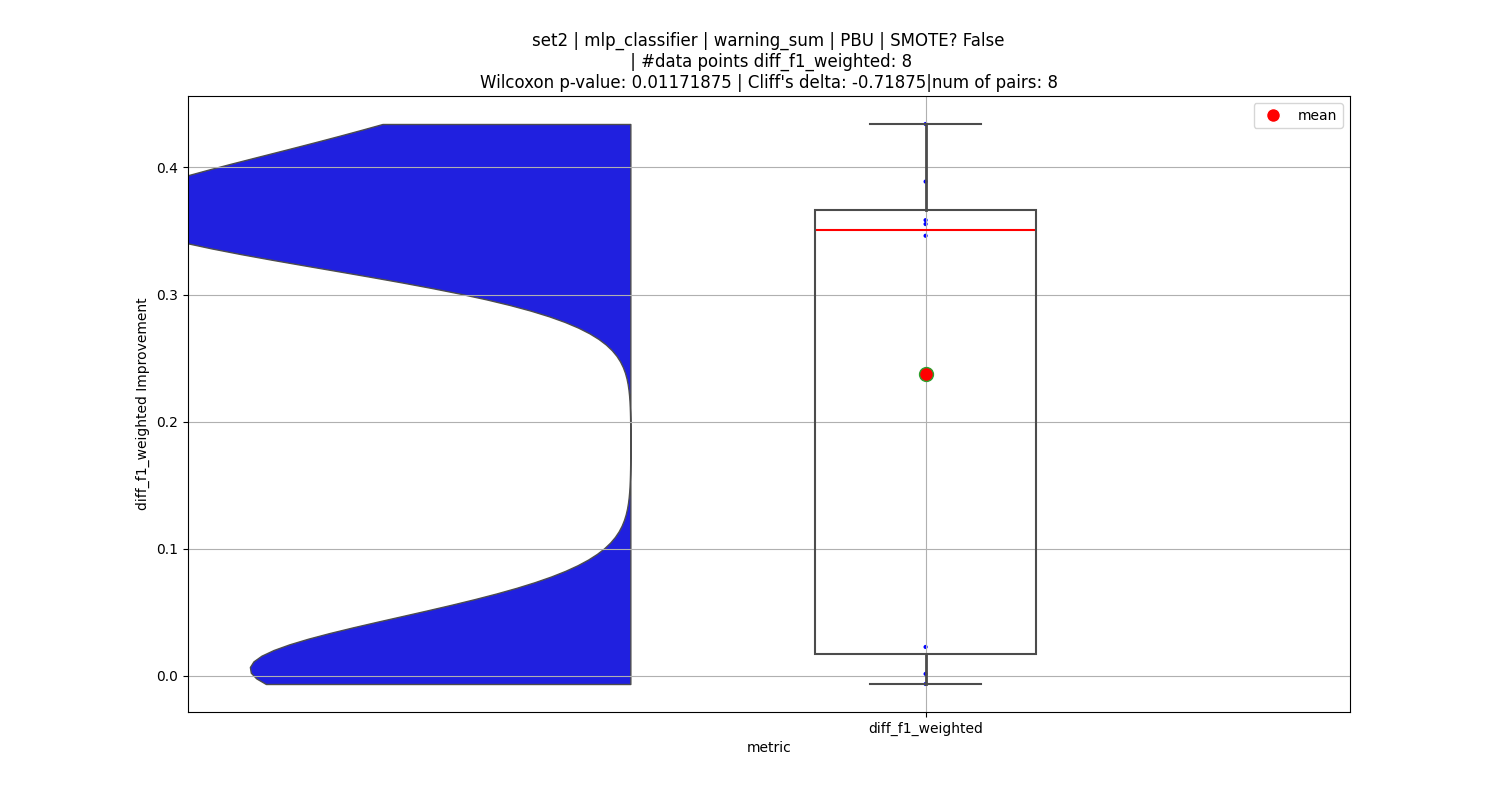 set2 | mlp_classifier | warning_sum | PBU | SMOTE? False
| #data points diff_f1_weighted: 8
Wilcoxon p-value: 0.01171875 | Cliff's delta: -0.71875|num of pairs: 8
mean
0.4
0.3
0.2
0.1
0.0
diff_f1_weighted Improvement
diff_f1_weighted
metric